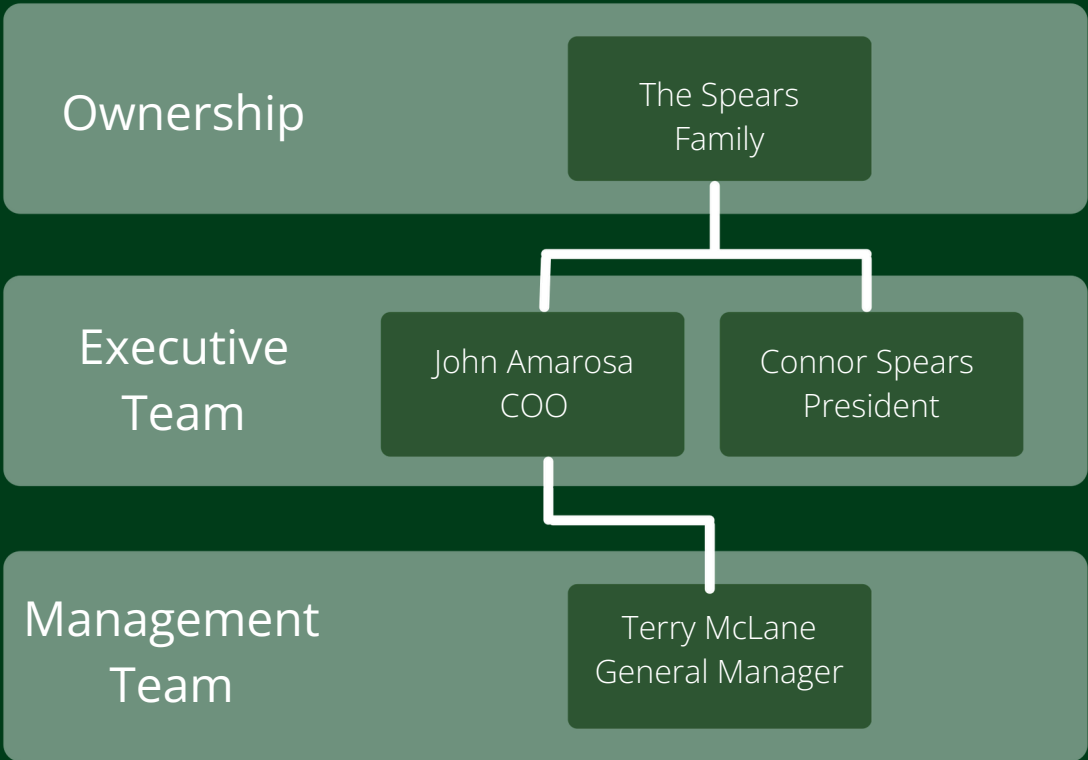 Ownership
The Spears
Family
Executive
Team
John Amarosa
COO
Connor Spears
President
Management
Team
Terry McLane
General Manager